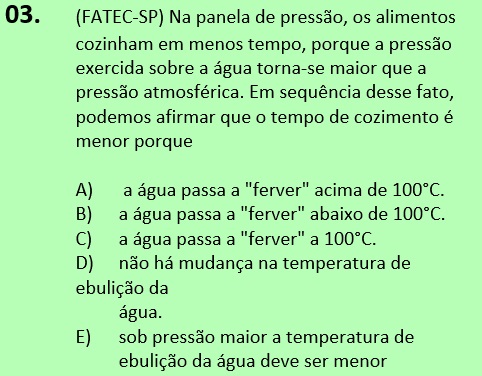 03. (FATEC-SP) Na panela de pressão, os alimentos
cozinham em menos tempo, porque a pressão
exercida sobre a água torna-se maior que a
pressão atmosférica. Em sequência desse fato,
podemos afirmar que o tempo de cozimento é
menor porque
A) a água passa a "ferver" acima de 100°C.
B) a água passa a "ferver" abaixo de 100°C.
C) a água passa a "ferver" a 100°C.
D) não há mudança na temperatura de
ebulição da
água.
E) sob pressão maior a temperatura de
ebulição da água deve ser menor